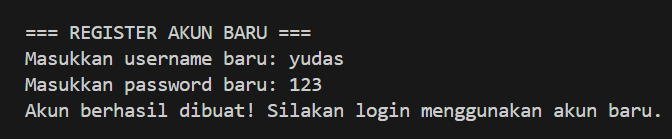 === REGISTER AKUN BARU ===
Masukkan username baru: yudas
Masukkan password baru: 123
Akun berhasil dibuat! Silakan login menggunakan akun baru.